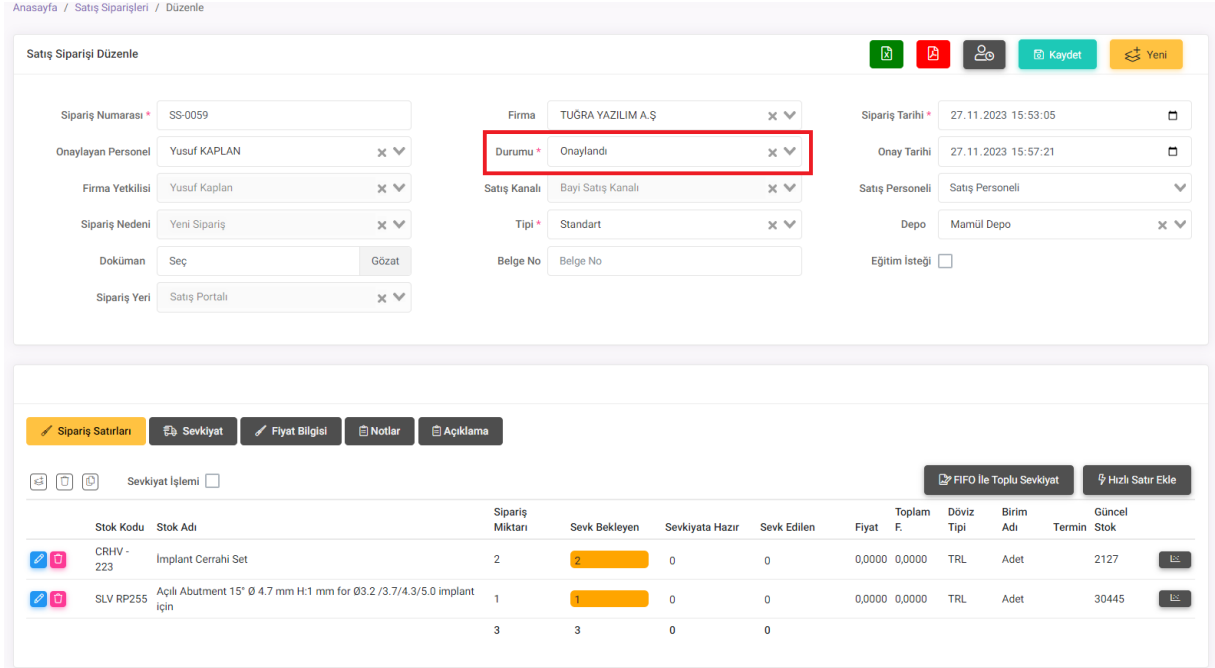 Anasayfa / Satış Siparişleri / Düzenle
Satış Siparişi Düzenle
Kaydet
Yeni
Sipariş Numarası * SS-0059
Firma TUĞRA YAZILIM A.Ş
Sipariş Tarihi * 27.11.2023 15:53:05
Onaylayan Personel Yusuf KAPLAN
Durumu * Onaylandı
Onay Tarihi 27.11.2023 15:57:21
Firma Yetkilisi Yusuf Kaplan
Satış Kanalı Bayi Satış Kanalı
Satış Personeli Satış Personeli
Sipariş Nedeni Yeni Sipariş
Tipi * Standart
Depo Mamül Depo
Doküman Seç Gözat
Belge No Belge No
Eğitim İsteği
Sipariş Yeri Satış Portalı
Sipariş Satırları
Sevkiyat
Fiyat Bilgisi
Notlar
Açıklama
Sevkiyat İşlemi
FIFO İle Toplu Sevkiyat
Hızlı Satır Ekle
Stok Kodu Stok Adı Sipariş Miktarı Sevk Bekleyen Sevkiyata Hazır Sevk Edilen Fiyat Toplam F. Döviz Tipi Birim Adı Termin Güncel Stok
CRHV - 223 İmplant Cerrahi Set 2 2 0 0 0,0000 0,0000 TRL Adet 2127
SLV RP255 Açılı Abutment 15° Ø 4.7 mm H:1 mm for Ø3.2 /3.7/4.3/5.0 implant için 1 1 0 0 0,0000 0,0000 TRL Adet 30445
3 3 0 0